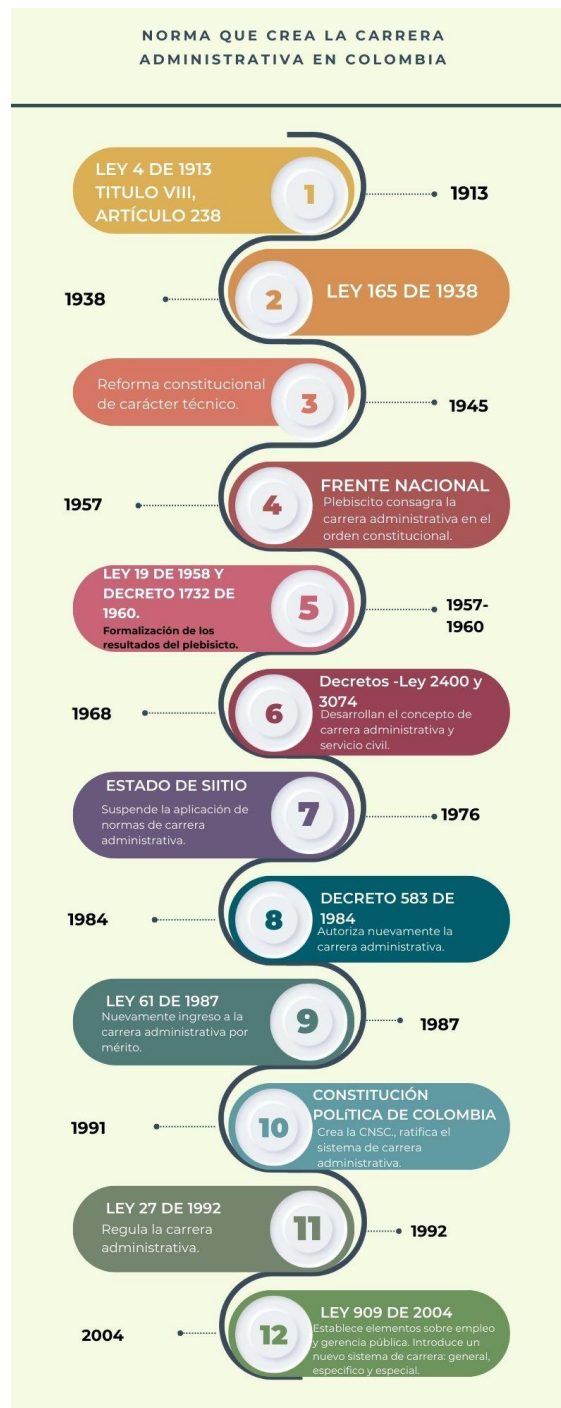 NORMA QUE CREA LA CARRERA
ADMINISTRATIVA EN COLOMBIA
LEY 4 DE 1913
TITULO VIII,
ARTÍCULO 238
1
1913
1938
2
LEY 165 DE 1938
Reforma constitucional
de carácter técnico.
3
1945
1957
4
FRENTE NACIONAL
Plebiscito consagra la
carrera administrativa en el
orden constitucional.
LEY 19 DE 1958 Y
DECRETO 1732 DE
1960.
Formalización de los
resultados del plebisicto.
5
1957-
1960
1968
6
Decretos -Ley 2400 y
3074
Desarrollan el concepto de
carrera administrativa y
servicio civil.
ESTADO DE SIITIO
Suspende la aplicación de
normas de carrera
administrativa.
7
1976
1984
8
DECRETO 583 DE
1984
Autoriza nuevamente la
carrera administrativa.
LEY 61 DE 1987
Nuevamente ingreso a la
carrera administrativa por
mérito.
9
1987
1991
10
CONSTITUCIÓN
POLíTICA DE COLOMBIA
Crea la CNSC., ratifica el
sistema de carrera
administrativa.
LEY 27 DE 1992
Regula la carrera
administrativa.
11
1992
2004
12
LEY 909 DE 2004
Establece elementos sobre empleo
y gerencia pública. Introduce un
nuevo sistema de carrera: general,
especifico y especial.